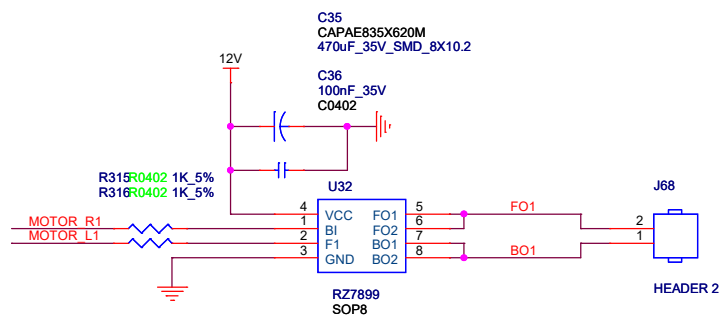 C35
CAPAE835X620M
470uF_35V_SMD_8X10.2
12V
C36
100nF_35V
C0402
R315R0402 1K_5%
R316R0402 1K_5%
U32
J68
4 VCC FO1 5 FO1
MOTOR_R1 1 BI FO2 6 2
MOTOR_L1 2 F1 BO1 7 1
3 GND BO2 8 BO1
RZ7899
SOP8
HEADER 2